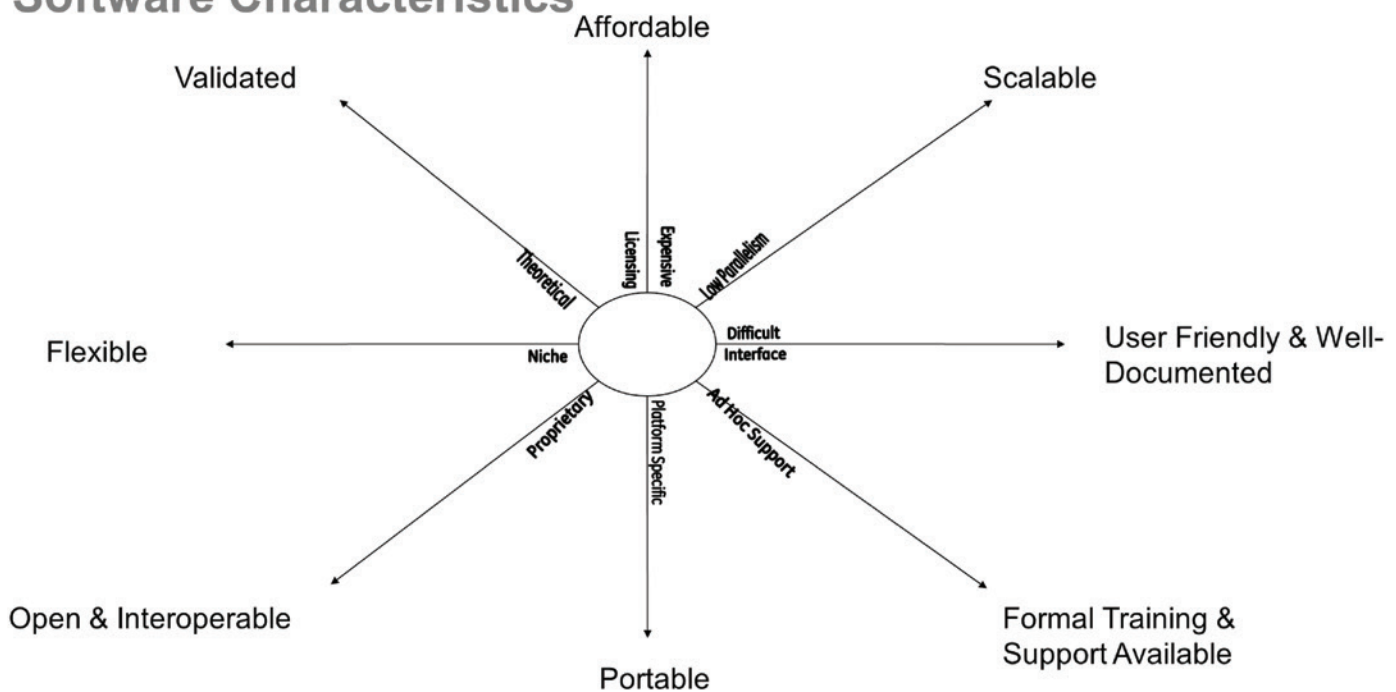 Software Characteristics
Affordable
Validated
Scalable
Licensing
Expensive
Theoretical
Low Parallelism
Flexible
Niche
Difficult
Interface
User Friendly & Well-
Documented
Proprietary
Platform Specific
Ad Hoc Support
Open & Interoperable
Formal Training &
Support Available
Portable